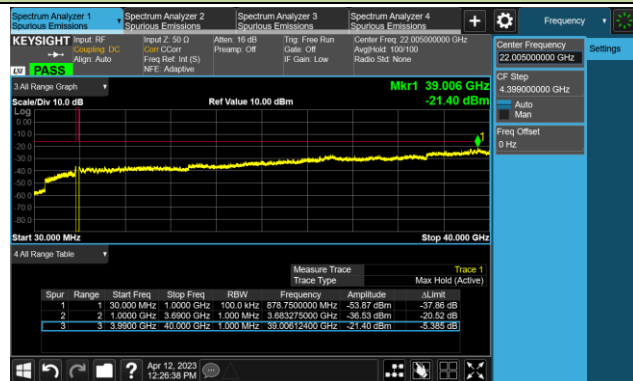 Spectrum Analyzer 1
Spurious Emissions
Spectrum Analyzer 2
Spurious Emissions
Spectrum Analyzer 3
Spurious Emissions
Spectrum Analyzer 4
Spurious Emissions
Frequency
KEYSIGHT
Input: RF
Coupling: DC
Align: Auto
Input Z: 50 Ω
Corr CCorr
Freq Ref: Int (S)
NFE: Adaptive
Atten: 16 dB
Preamp: Off
Trig: Free Run
Gate: Off
IF Gain: Low
Center Freq: 22.005000000 GHz
Avg|Hold: 100/100
Radio Std: None
LXI PASS
3 All Range Graph
Mkr1 39.006 GHz
Scale/Div 10.0 dB
Ref Value 10.00 dBm
-21.40 dBm
Log
0.00
-10.0
-20.0
-30.0
-40.0
-50.0
-60.0
-70.0
-80.0
1
Start 30.000 MHz
Stop 40.000 GHz
4 All Range Table
Measure Trace Trace 1
Trace Type Max Hold (Active)
Spur Range Start Freq Stop Freq RBW Frequency Amplitude ΔLimit
1 1 30.000 MHz 1.0000 GHz 100.0 kHz 878.7500000 MHz -53.87 dBm -37.86 dB
2 2 1.0000 GHz 3.6900 GHz 1.000 MHz 3.683275000 GHz -36.53 dBm -20.52 dB
3 3 3.9900 GHz 40.000 GHz 1.000 MHz 39.00612400 GHz -21.40 dBm -5.385 dB
Apr 12, 2023
12:26:38 PM
Center Frequency
22.005000000 GHz
Settings
CF Step
4.399000000 GHz
Auto
Man
Freq Offset
0 Hz